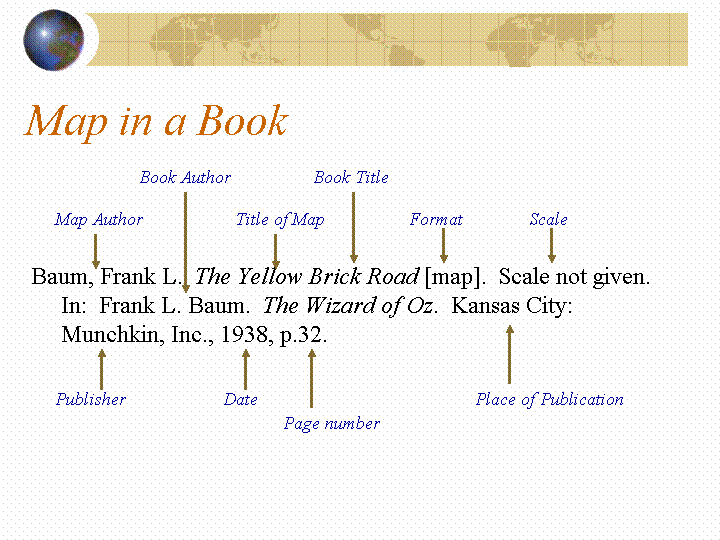 Map in a Book
Book Author Book Title
Map Author Title of Map Format Scale
Baum, Frank L. The Yellow Brick Road [map]. Scale not given.
In: Frank L. Baum. The Wizard of Oz. Kansas City:
Munchkin, Inc., 1938, p.32.
Publisher Date Place of Publication
Page number